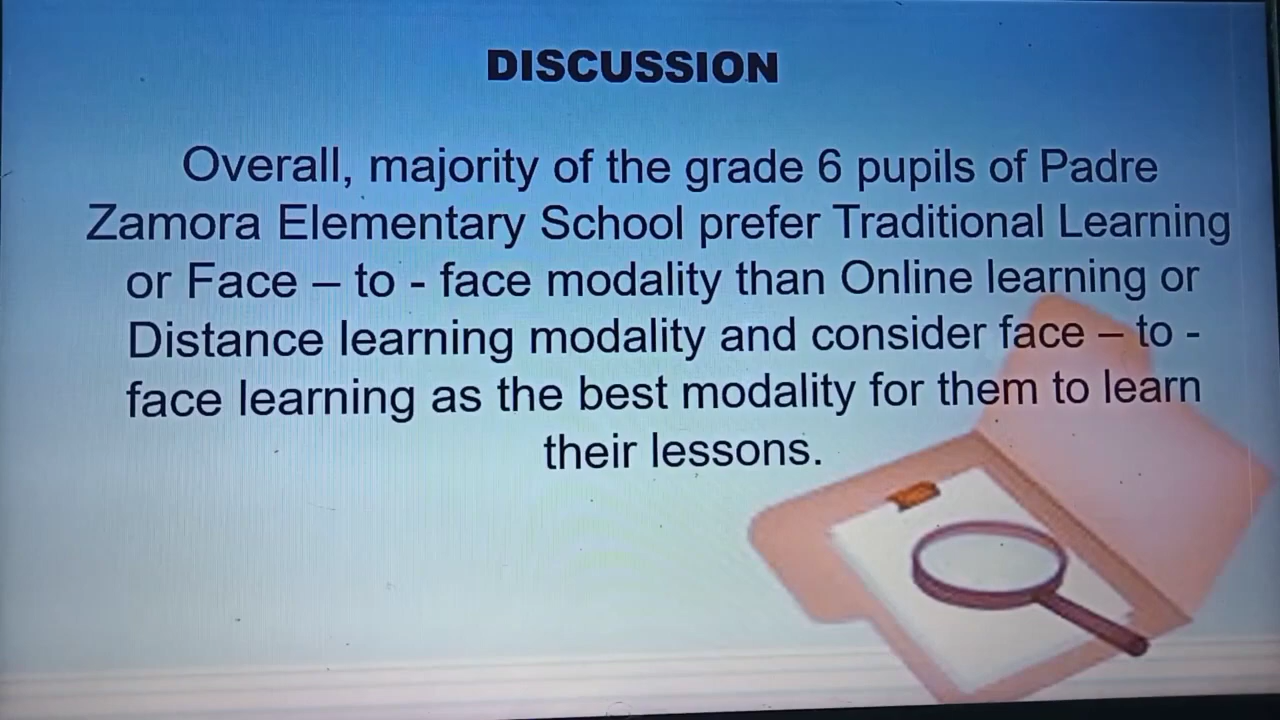 DISCUSSION
Overall, majority of the grade 6 pupils of Padre
Zamora Elementary School prefer Traditional Learning
or Face – to - face modality than Online learning or
Distance learning modality and consider face – to -
face learning as the best modality for them to learn
their lessons.